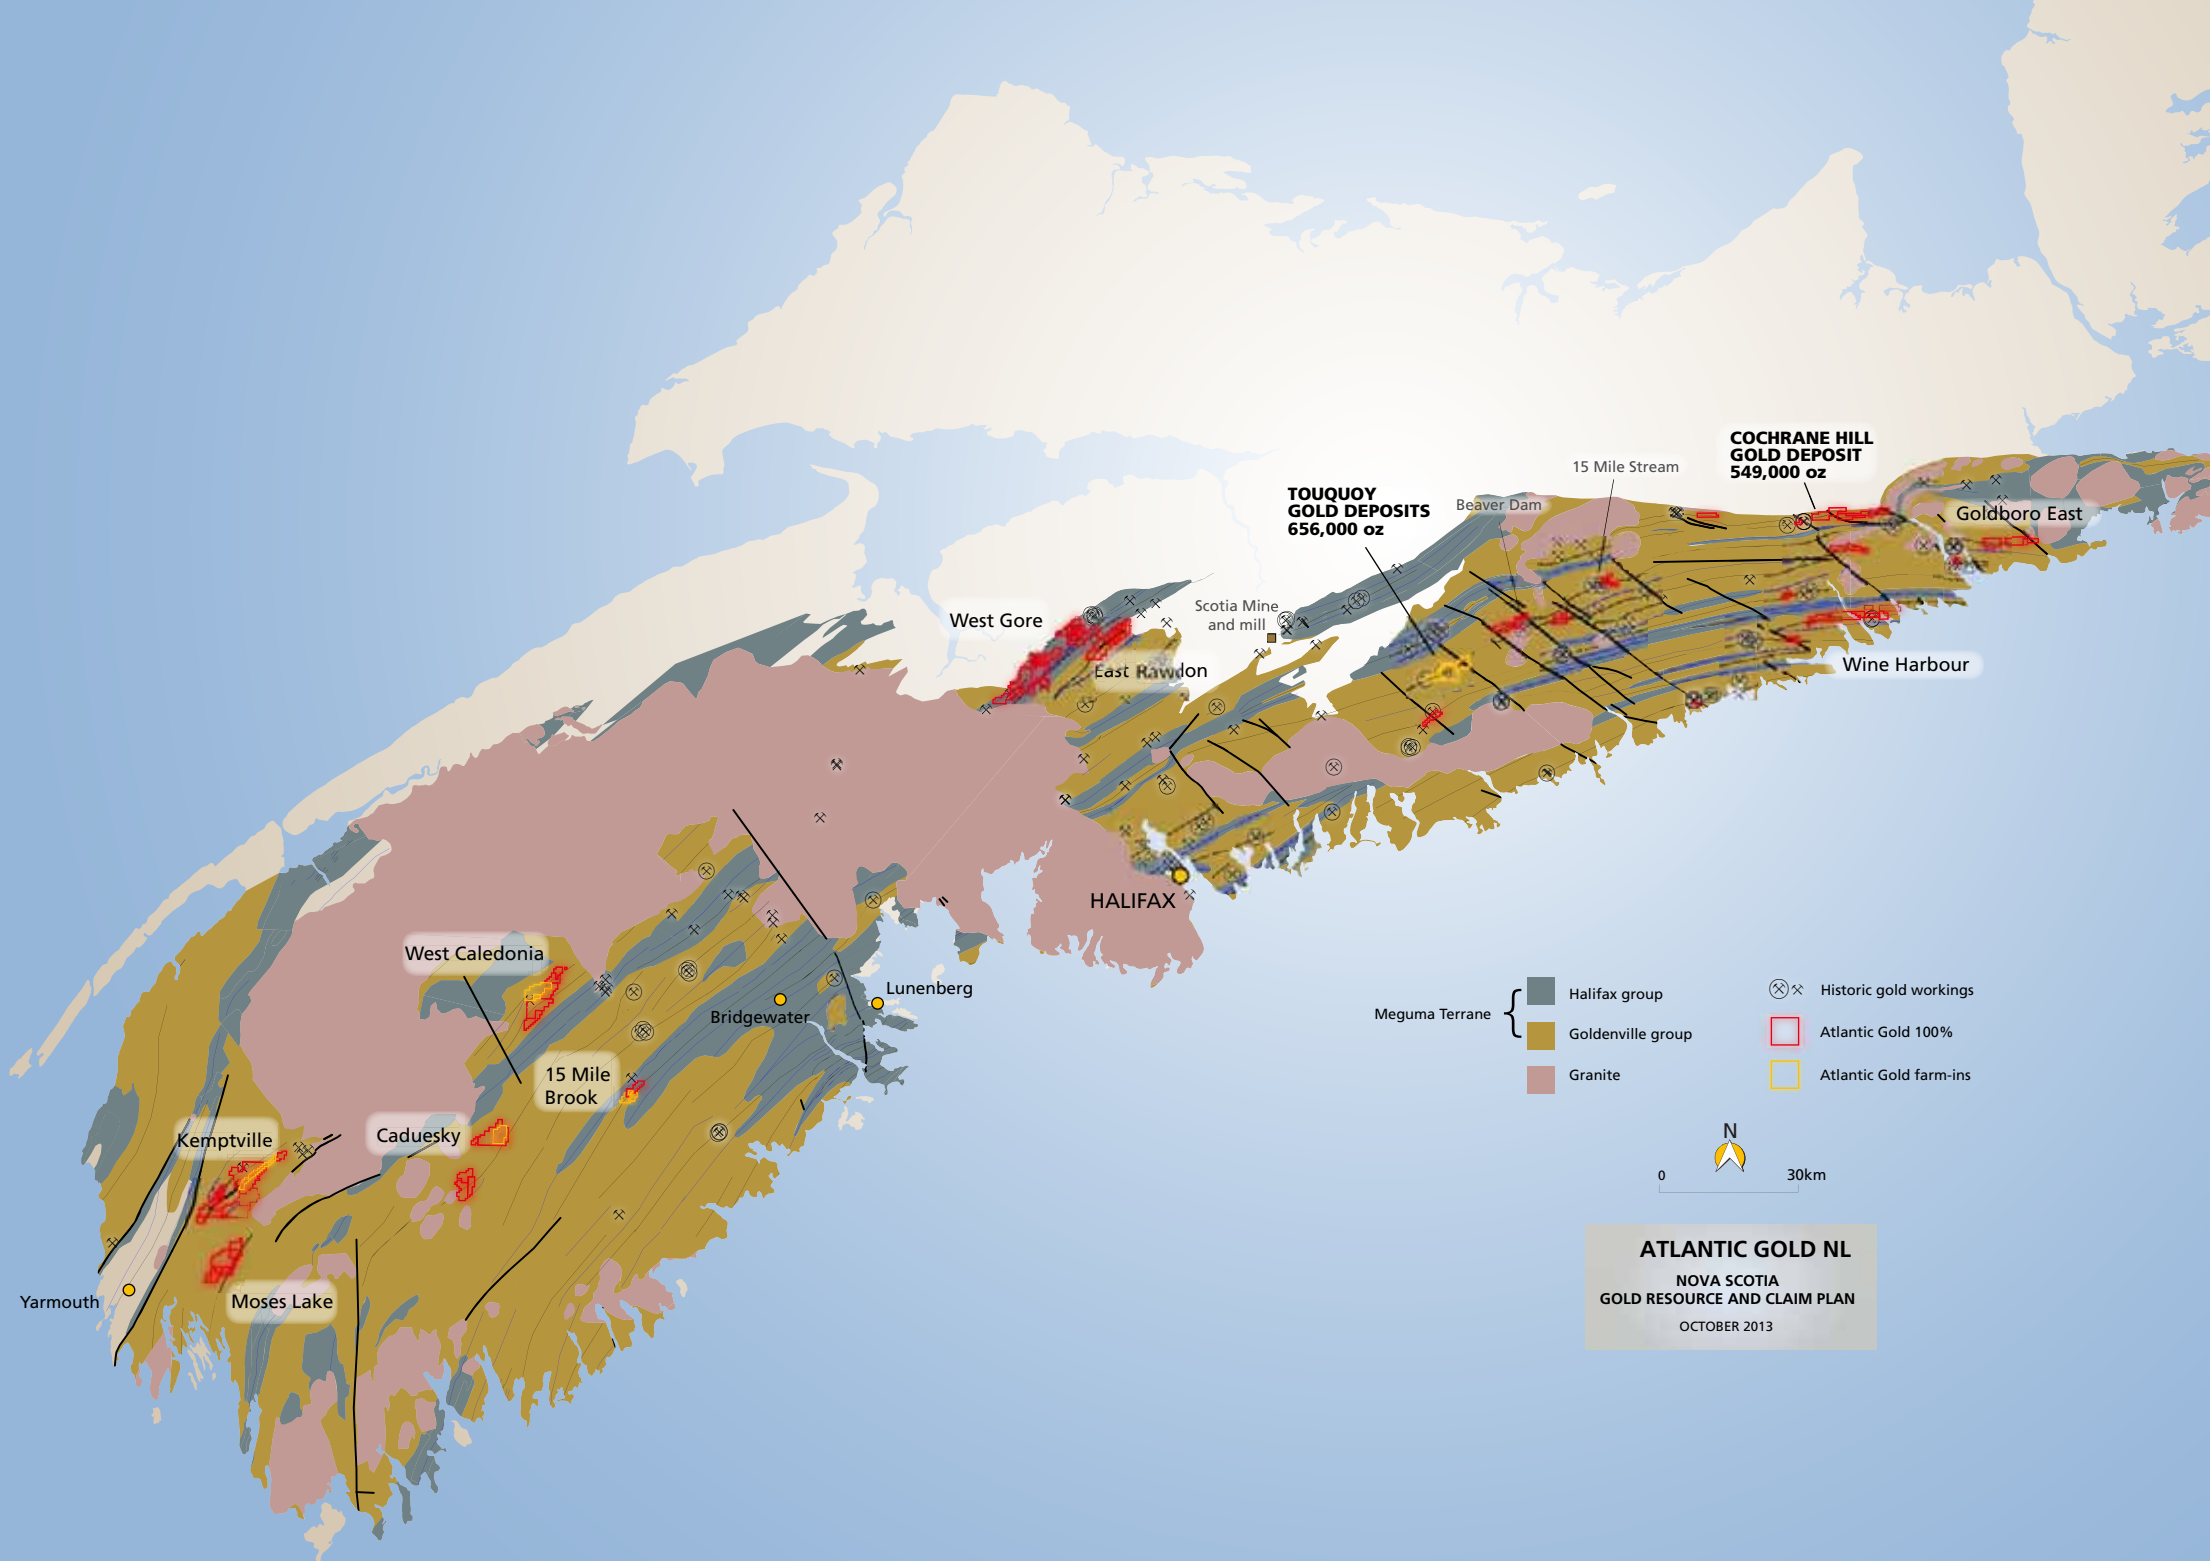 COCHRANE HILL
GOLD DEPOSIT
549,000 oz
15 Mile Stream
TOUQUOY
GOLD DEPOSITS
656,000 oz
Beaver Dam
Goldboro East
West Gore
Scotia Mine
and mill
East Rawdon
Wine Harbour
HALIFAX
West Caledonia
Lunenberg
Bridgewater
15 Mile
Brook
Caduesky
Kemptville
Moses Lake
Yarmouth
Meguma Terrane
Halifax group
Goldenville group
Granite
Historic gold workings
Atlantic Gold 100%
Atlantic Gold farm-ins
N
0 30km
ATLANTIC GOLD NL
NOVA SCOTIA
GOLD RESOURCE AND CLAIM PLAN
OCTOBER 2013